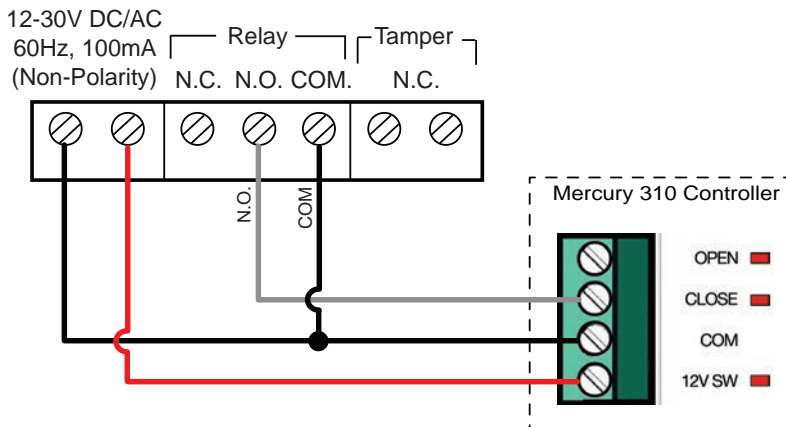 12-30V DC/AC
60Hz, 100mA
(Non-Polarity)
Relay
Tamper
N.C. N.O. COM.
N.C.
N.O.
COM
Mercury 310 Controller
OPEN
CLOSE
COM
12V SW